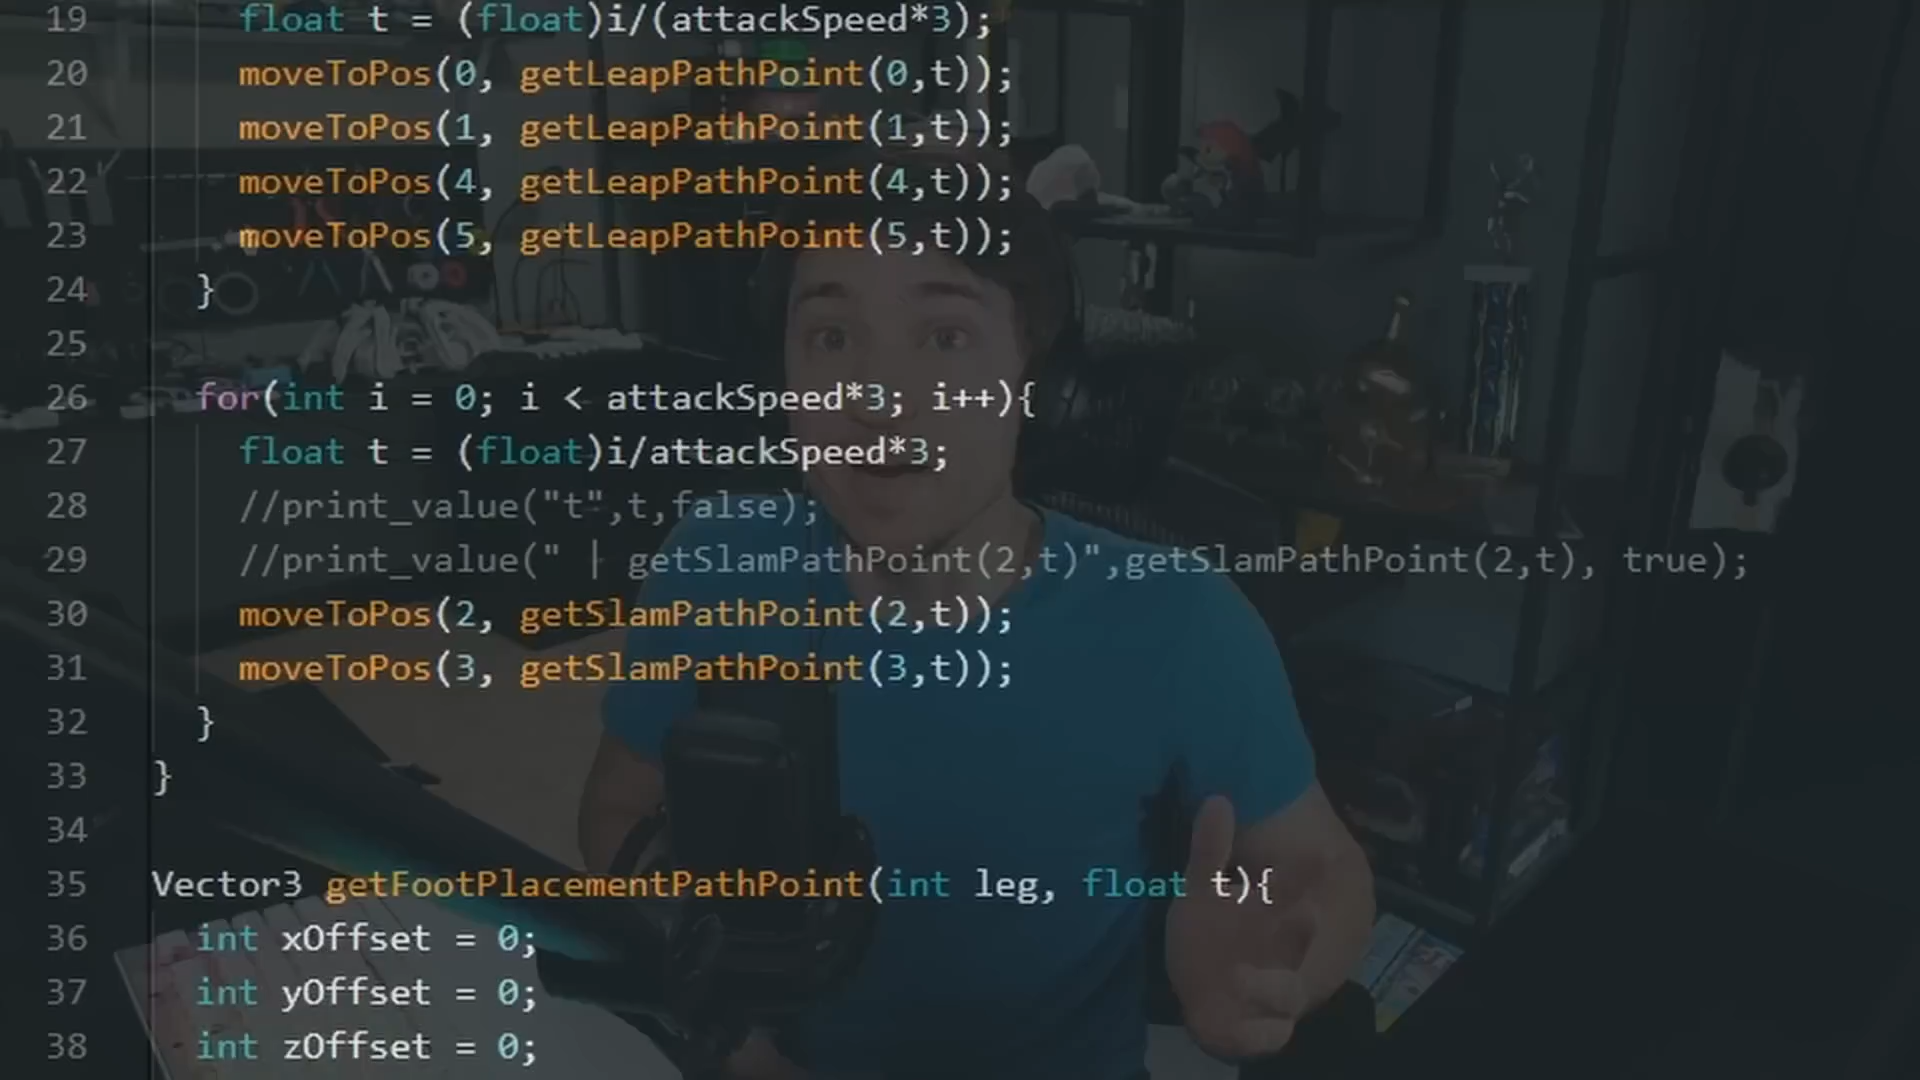 19 float t = (float)i/(attackSpeed*3);
20 moveToPos(0, getLeapPathPoint(0,t));
21 moveToPos(1, getLeapPathPoint(1,t));
22 moveToPos(4, getLeapPathPoint(4,t));
23 moveToPos(5, getLeapPathPoint(5,t));
24 }
25
26 for(int i = 0; i < attackSpeed*3; i++){
27 float t = (float)i/attackSpeed*3;
28 //print_value("t",t,false);
29 //print_value(" | getSlamPathPoint(2,t)",getSlamPathPoint(2,t), true);
30 moveToPos(2, getSlamPathPoint(2,t));
31 moveToPos(3, getSlamPathPoint(3,t));
32 }
33 }
34
35 Vector3 getFootPlacementPathPoint(int leg, float t){
36 int xOffset = 0;
37 int yOffset = 0;
38 int zOffset = 0;